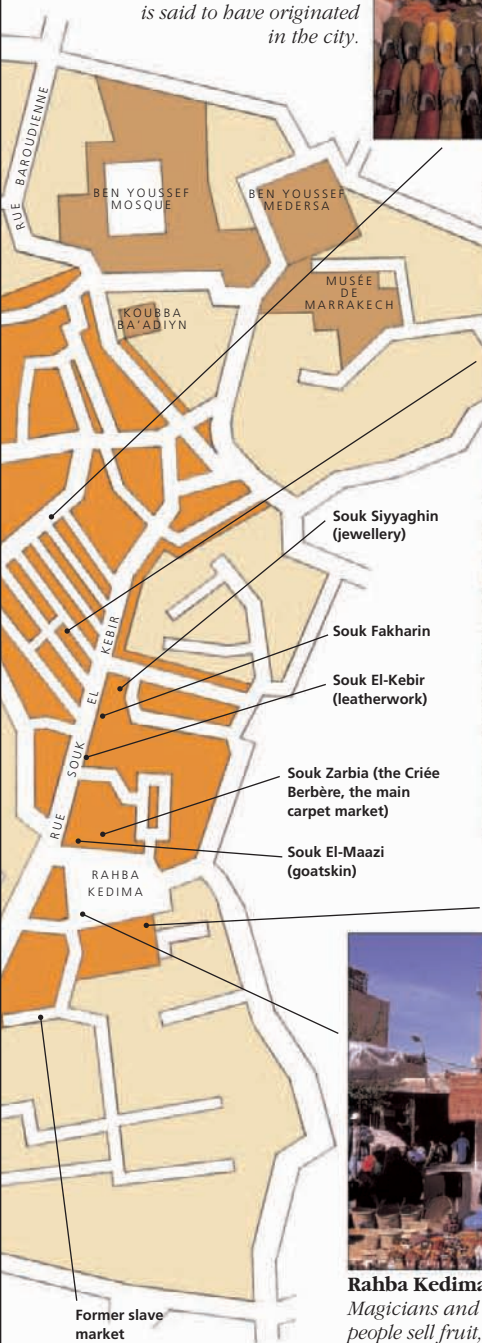 is said to have originated
in the city.
RUE BAROUDIENNE
BEN YOUSSEF
MOSQUE
BEN YOUSSEF
MEDERSA
MUSÉE
DE
MARRAKECH
KOUBBA
BA'ADIYN
Souk Siyyaghin
(jewellery)
Souk Fakharin
RUE SOUK EL KEBIR
Souk El-Kebir
(leatherwork)
Souk Zarbia (the Criée
Berbère, the main
carpet market)
Souk El-Maazi
(goatskin)
RAHBA
KEDIMA
Rahba Kedima
Magicians and
people sell fruit,
Former slave
market